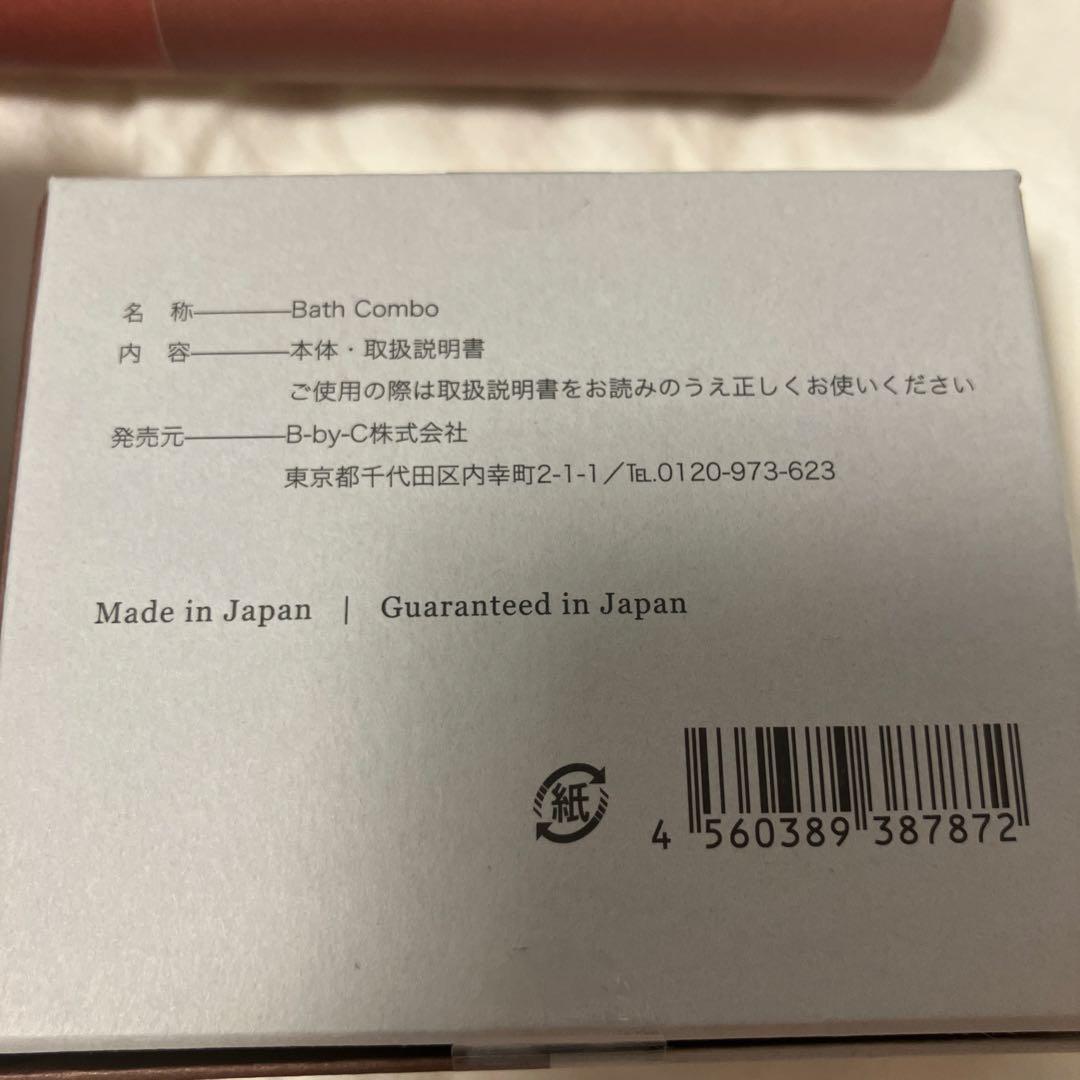 名 称――――Bath Combo
内 容――――本体・取扱説明書
ご使用の際は取扱説明書をお読みのうえ正しくお使いください
発売元――――B-by-C株式会社
東京都千代田区内幸町2-1-1／℡.0120-973-623
Made in Japan | Guaranteed in Japan
紙
4 560389 387872